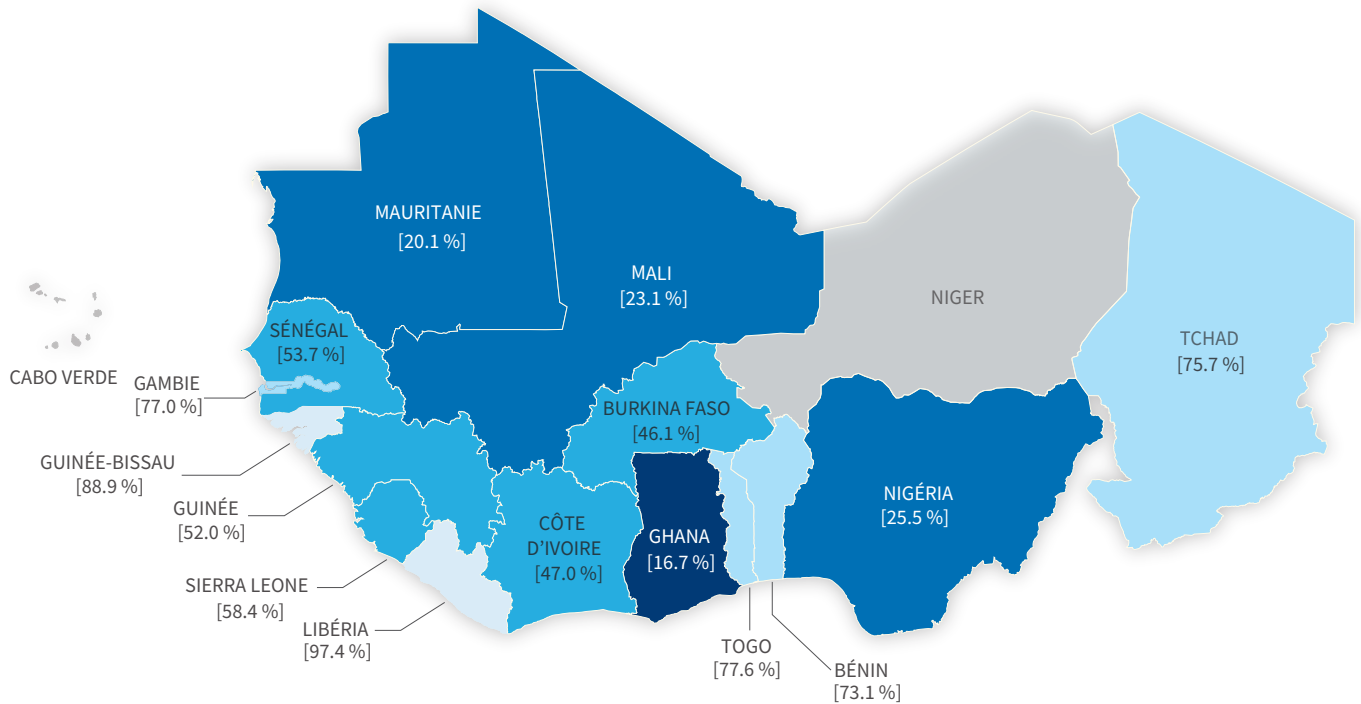 MAURITANIE
[20.1 %]
MALI
[23.1 %]
NIGER
TCHAD
[75.7 %]
SÉNÉGAL
[53.7 %]
CABO VERDE
GAMBIE
[77.0 %]
BURKINA FASO
[46.1 %]
GUINÉE-BISSAU
[88.9 %]
GUINÉE
[52.0 %]
NIGÉRIA
[25.5 %]
CÔTE
D’IVOIRE
[47.0 %]
GHANA
[16.7 %]
SIERRA LEONE
[58.4 %]
LIBÉRIA
[97.4 %]
TOGO
[77.6 %]
BÉNIN
[73.1 %]